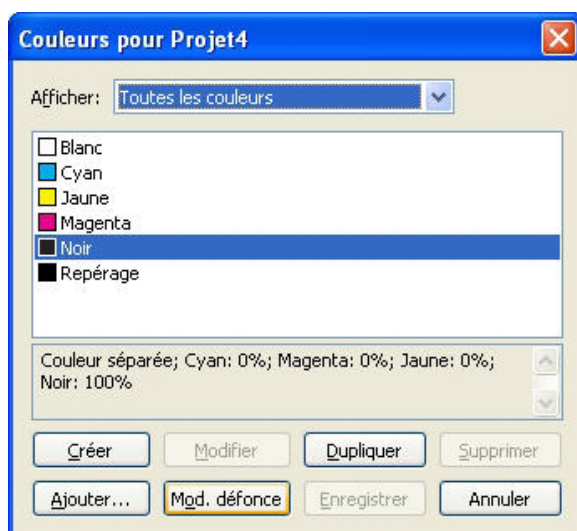 Couleurs pour Projet4
Afficher: Toutes les couleurs
Blanc
Cyan
Jaune
Magenta
Noir
Repérage
Couleur séparée; Cyan: 0%; Magenta: 0%; Jaune: 0%;
Noir: 100%
Créer Modifier Dupliquer Supprimer
Ajouter... Mod. défonce Enregistrer Annuler